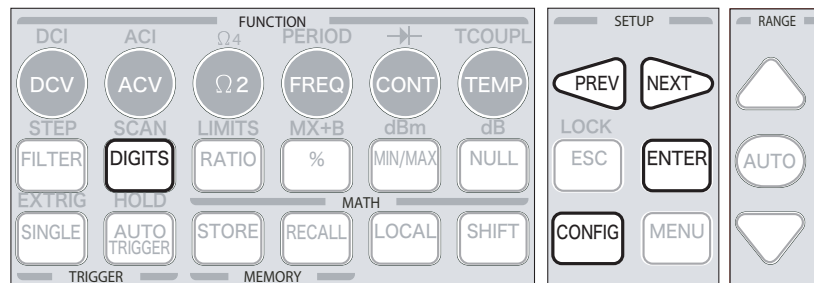 FUNCTION
DCI ACI Ω4 PERIOD TCOUPL
DCV ACV Ω2 FREQ CONT TEMP
STEP SCAN LIMITS MX+B dBm dB
FILTER DIGITS RATIO % MIN/MAX NULL
EXTRIG HOLD MATH
SINGLE AUTO TRIGGER STORE RECALL LOCAL SHIFT
TRIGGER MEMORY
SETUP
PREV NEXT
LOCK
ESC ENTER
CONFIG MENU
RANGE
AUTO